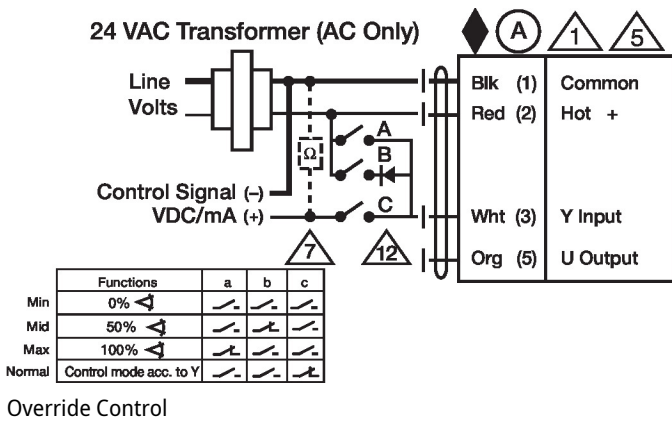 24 VAC Transformer (AC Only)
A
1
5
Line
Volts
Blk (1) Common
Red (2) Hot +
A
B
Ω
Control Signal (–)
VDC/mA (+)
C
Wht (3) Y Input
7
12
Org (5) U Output
Functions a b c
Min 0%
Mid 50%
Max 100%
Normal Control mode acc. to Y
Override Control